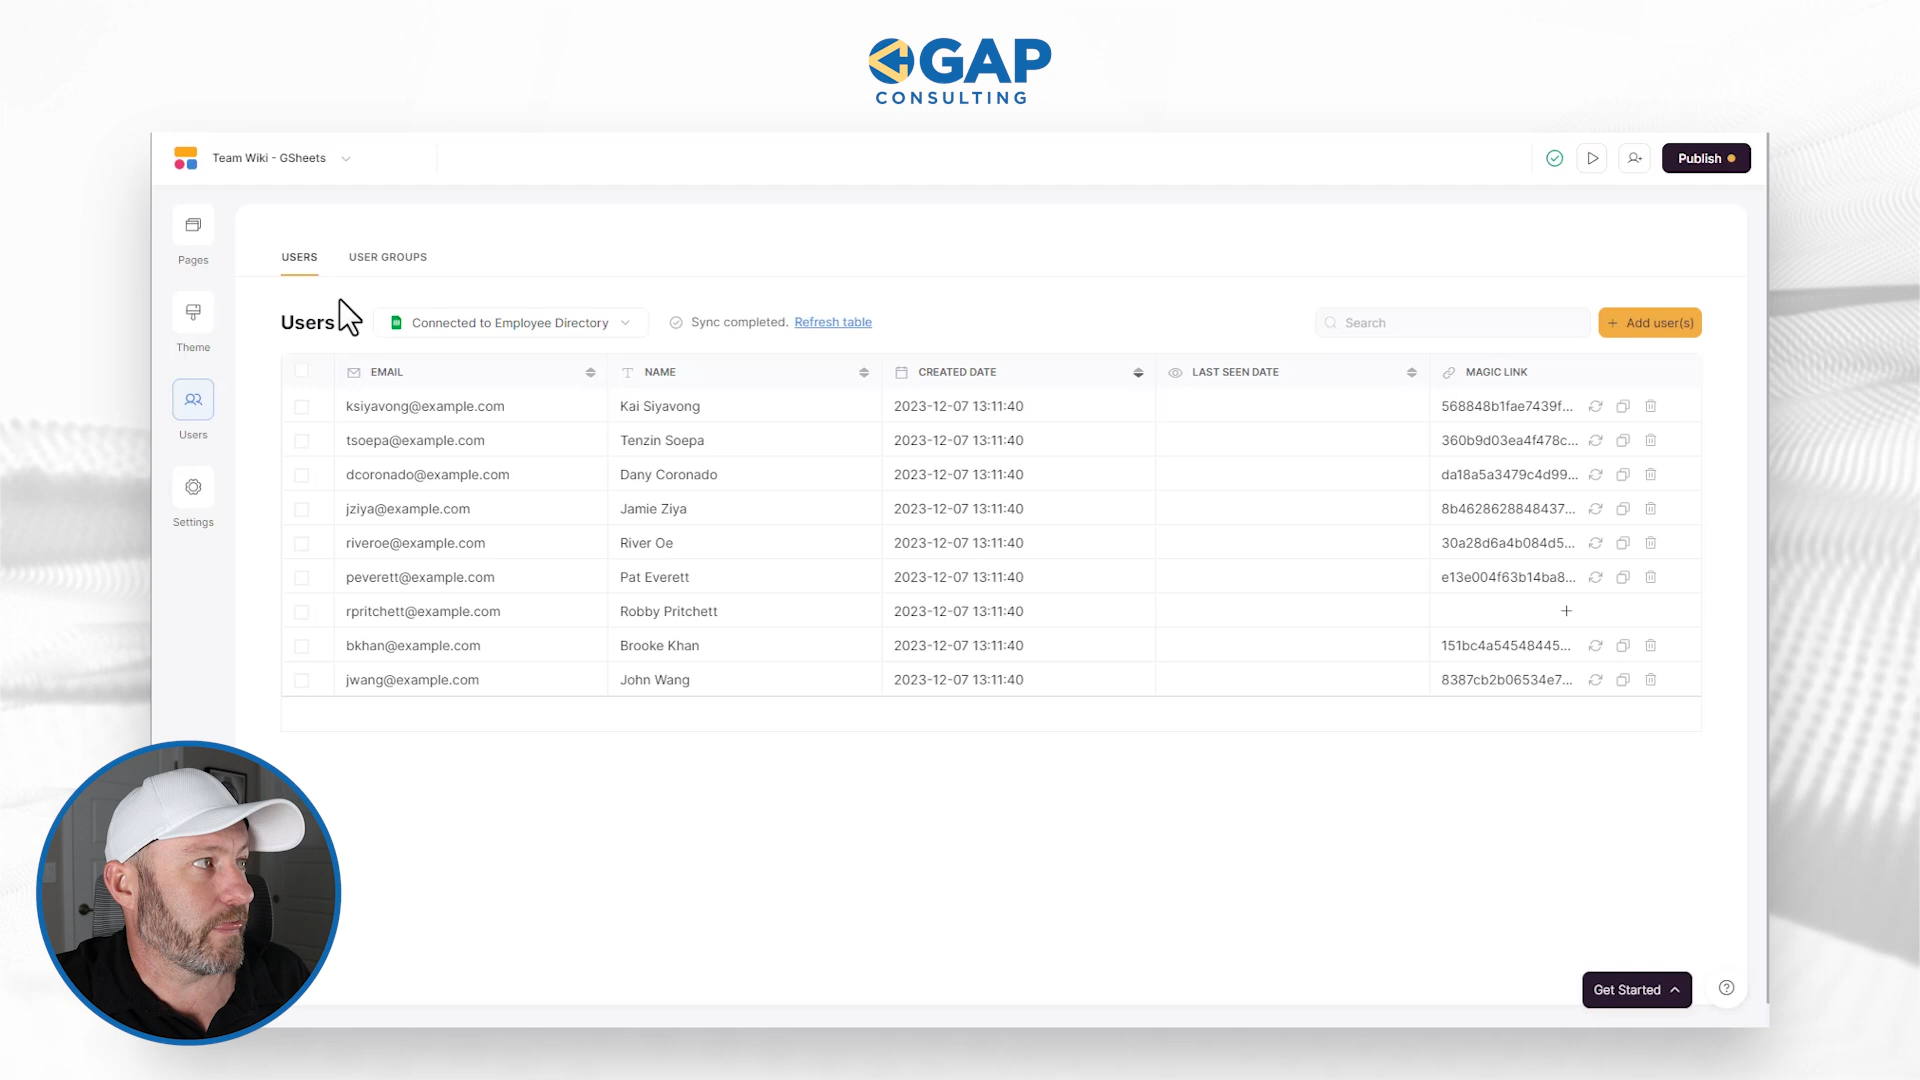 GAP
CONSULTING
Team Wiki - GSheets
Publish
Pages
Theme
Users
Settings
USERS
USER GROUPS
Users
Connected to Employee Directory
Sync completed. Refresh table
Search
+ Add user(s)
EMAIL
NAME
CREATED DATE
LAST SEEN DATE
MAGIC LINK
ksiyavong@example.com Kai Siyavong 2023-12-07 13:11:40 568848b1fae7439f...
tsoepa@example.com Tenzin Soepa 2023-12-07 13:11:40 360b9d03ea4f478c...
dcoronado@example.com Dany Coronado 2023-12-07 13:11:40 da18a5a3479c4d99...
jziya@example.com Jamie Ziya 2023-12-07 13:11:40 8b4628628848437...
riveroe@example.com River Oe 2023-12-07 13:11:40 30a28d6a4b084d5...
peverett@example.com Pat Everett 2023-12-07 13:11:40 e13e004f63b14ba8...
rpritchett@example.com Robby Pritchett 2023-12-07 13:11:40 +
bkhan@example.com Brooke Khan 2023-12-07 13:11:40 151bc4a54548445...
jwang@example.com John Wang 2023-12-07 13:11:40 8387cb2b06534e7...
Get Started
?